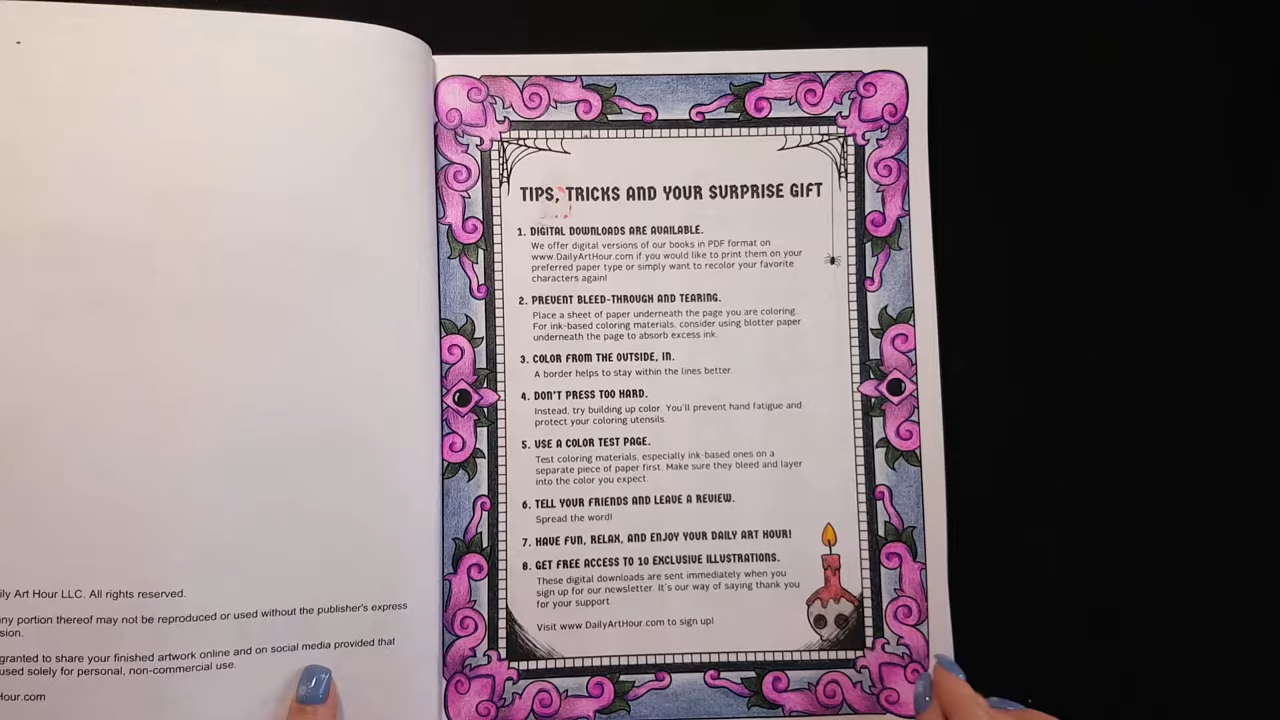 ily Art Hour LLC. All rights reserved.
any portion thereof may not be reproduced or used without the publisher's express
sion.
granted to share your finished artwork online and on social media provided that
used solely for personal, non-commercial use.
Hour.com
TIPS, TRICKS AND YOUR SURPRISE GIFT
1. DIGITAL DOWNLOADS ARE AVAILABLE.
We offer digital versions of our books in PDF format on
www.DailyArtHour.com if you would like to print them on your
preferred paper type or simply want to recolor your favorite
characters again!
2. PREVENT BLEED-THROUGH AND TEARING.
Place a sheet of paper underneath the page you are coloring.
For ink-based coloring materials, consider using blotter paper
underneath the page to absorb excess ink.
3. COLOR FROM THE OUTSIDE, IN.
A border helps to stay within the lines better.
4. DON'T PRESS TOO HARD.
Instead, try building up color. You'll prevent hand fatigue and
protect your coloring utensils.
5. USE A COLOR TEST PAGE.
Test coloring materials, especially ink-based ones on a
separate piece of paper first. Make sure they bleed and layer
into the color you expect.
6. TELL YOUR FRIENDS AND LEAVE A REVIEW.
Spread the word!
7. HAVE FUN, RELAX, AND ENJOY YOUR DAILY ART HOUR!
8. GET FREE ACCESS TO 10 EXCLUSIVE ILLUSTRATIONS.
These digital downloads are sent immediately when you
sign up for our newsletter. It's our way of saying thank you
for your support.
Visit www.DailyArtHour.com to sign up!